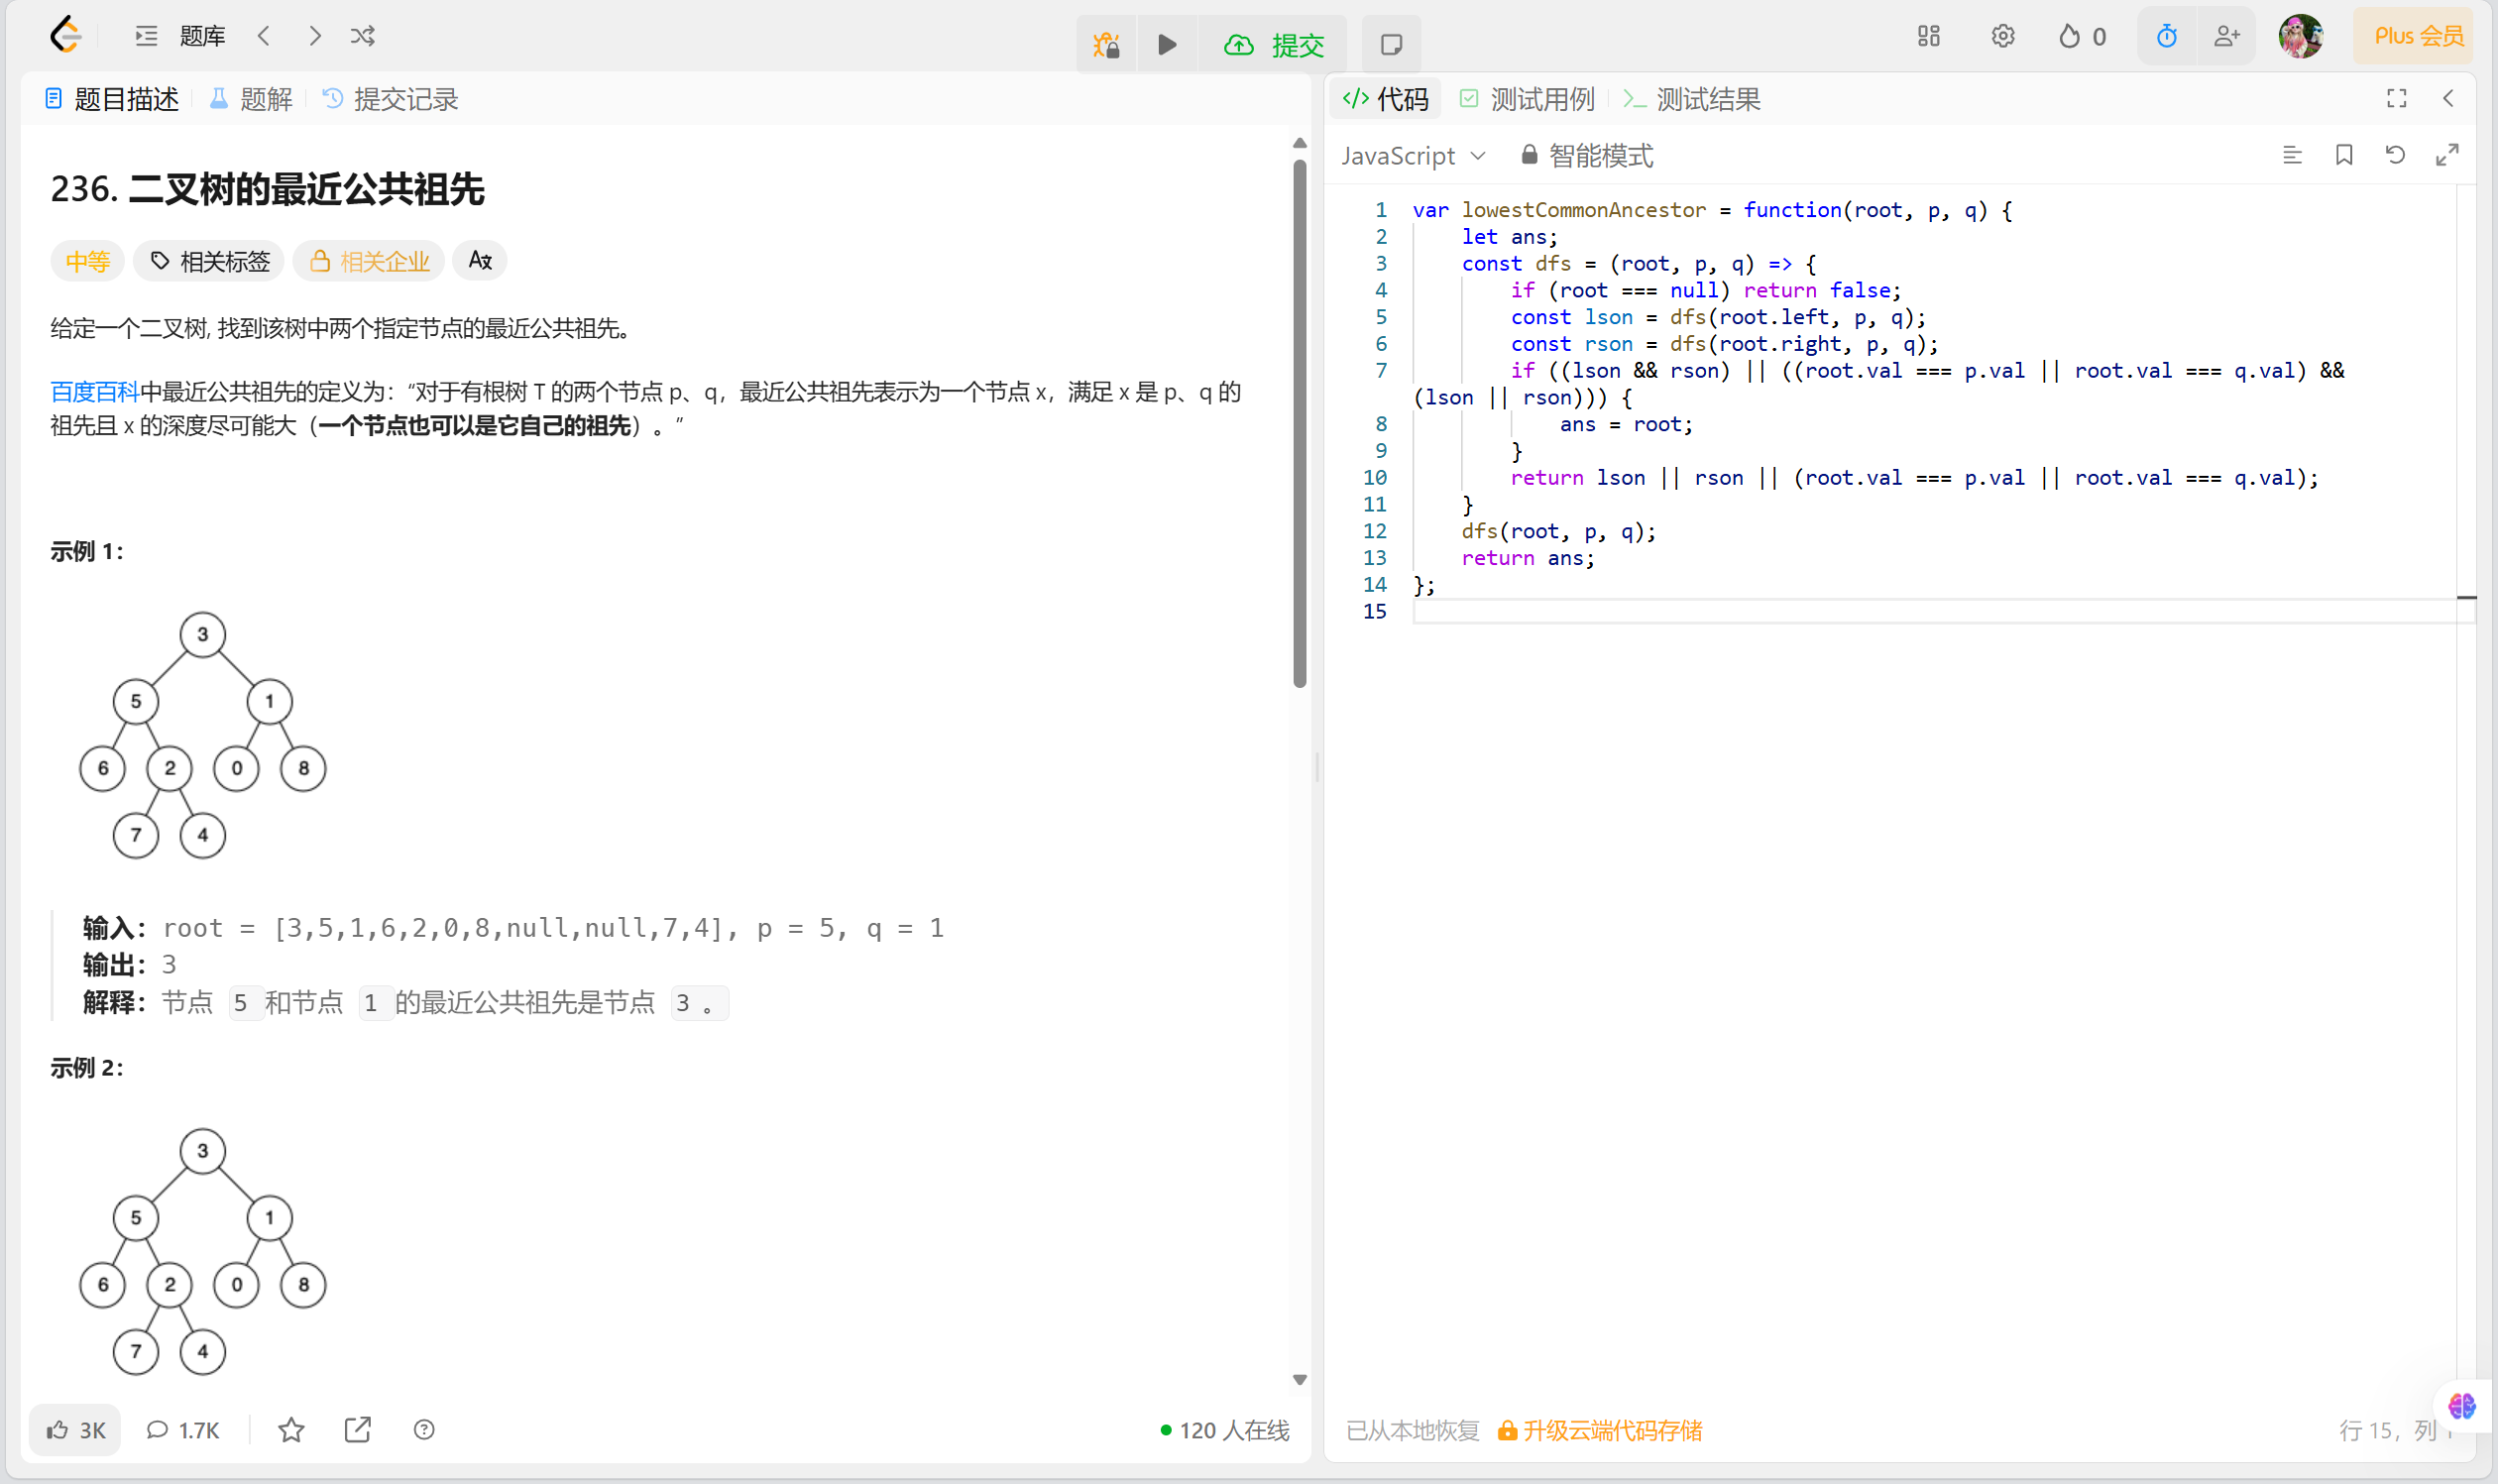 题库
提交
0
Plus 会员
题目描述
题解
提交记录
236. 二叉树的最近公共祖先
中等
相关标签
相关企业
给定一个二叉树, 找到该树中两个指定节点的最近公共祖先。
百度百科中最近公共祖先的定义为：“对于有根树 T 的两个节点 p、q，最近公共祖先表示为一个节点 x，满足 x 是 p、q 的
祖先且 x 的深度尽可能大（一个节点也可以是它自己的祖先）。”
示例 1：
3
5 1
6 2 0 8
7 4
输入：root = [3,5,1,6,2,0,8,null,null,7,4], p = 5, q = 1
输出：3
解释：节点 5 和节点 1 的最近公共祖先是节点 3 。
示例 2：
3
5 1
6 2 0 8
7 4
3K
1.7K
120 人在线
</> 代码
测试用例
测试结果
JavaScript
智能模式
1 var lowestCommonAncestor = function(root, p, q) {
2     let ans;
3     const dfs = (root, p, q) => {
4         if (root === null) return false;
5         const lson = dfs(root.left, p, q);
6         const rson = dfs(root.right, p, q);
7         if ((lson && rson) || ((root.val === p.val || root.val === q.val) &&
(lson || rson))) {
8             ans = root;
9         }
10         return lson || rson || (root.val === p.val || root.val === q.val);
11     }
12     dfs(root, p, q);
13     return ans;
14 };
15
已从本地恢复
升级云端代码存储
行 15, 列